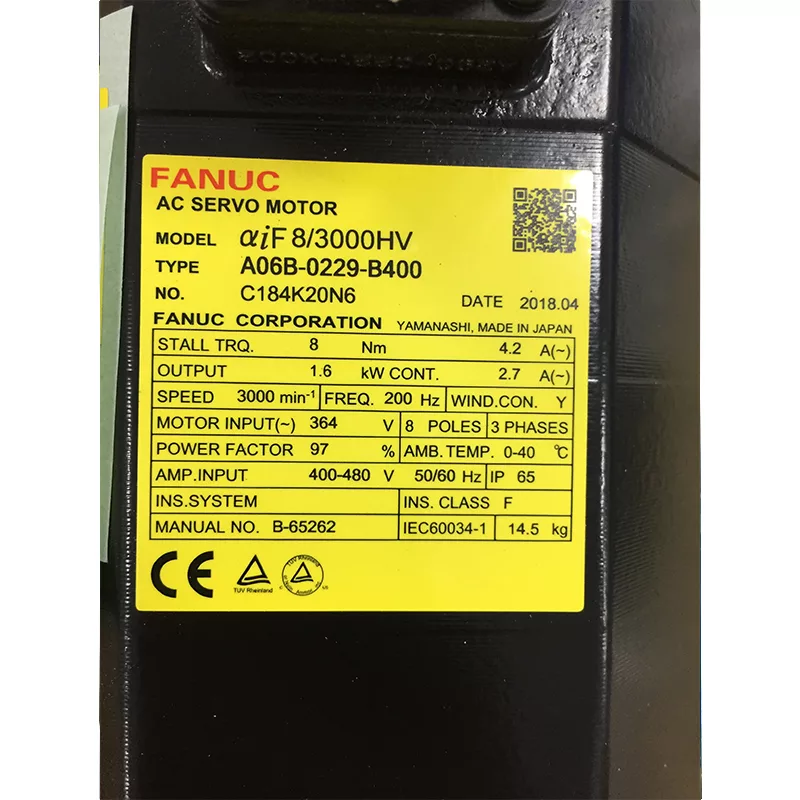 FANUC
AC SERVO MOTOR
MODEL αiF 8/3000HV
TYPE A06B-0229-B400
NO. C184K20N6 DATE 2018.04
FANUC CORPORATION YAMANASHI, MADE IN JAPAN
STALL TRQ. 8 Nm 4.2 A(~)
OUTPUT 1.6 kW CONT. 2.7 A(~)
SPEED 3000 min⁻¹ FREQ. 200 Hz WIND.CON. Y
MOTOR INPUT(~) 364 V 8 POLES 3 PHASES
POWER FACTOR 97 % AMB.TEMP. 0-40 ℃
AMP.INPUT 400-480 V 50/60 Hz IP 65
INS.SYSTEM INS. CLASS F
MANUAL NO. B-65262 IEC60034-1 14.5 kg
CE TUV Rheinland TUV Rheinland